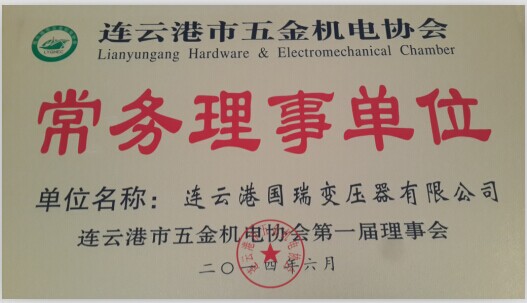 连云港市五金机电协会
Lianyungang Hardware & Electromechanical Chamber
常务理事单位
单位名称：连云港国瑞变压器有限公司
连云港市五金机电协会第一届理事会
二〇一四年六月